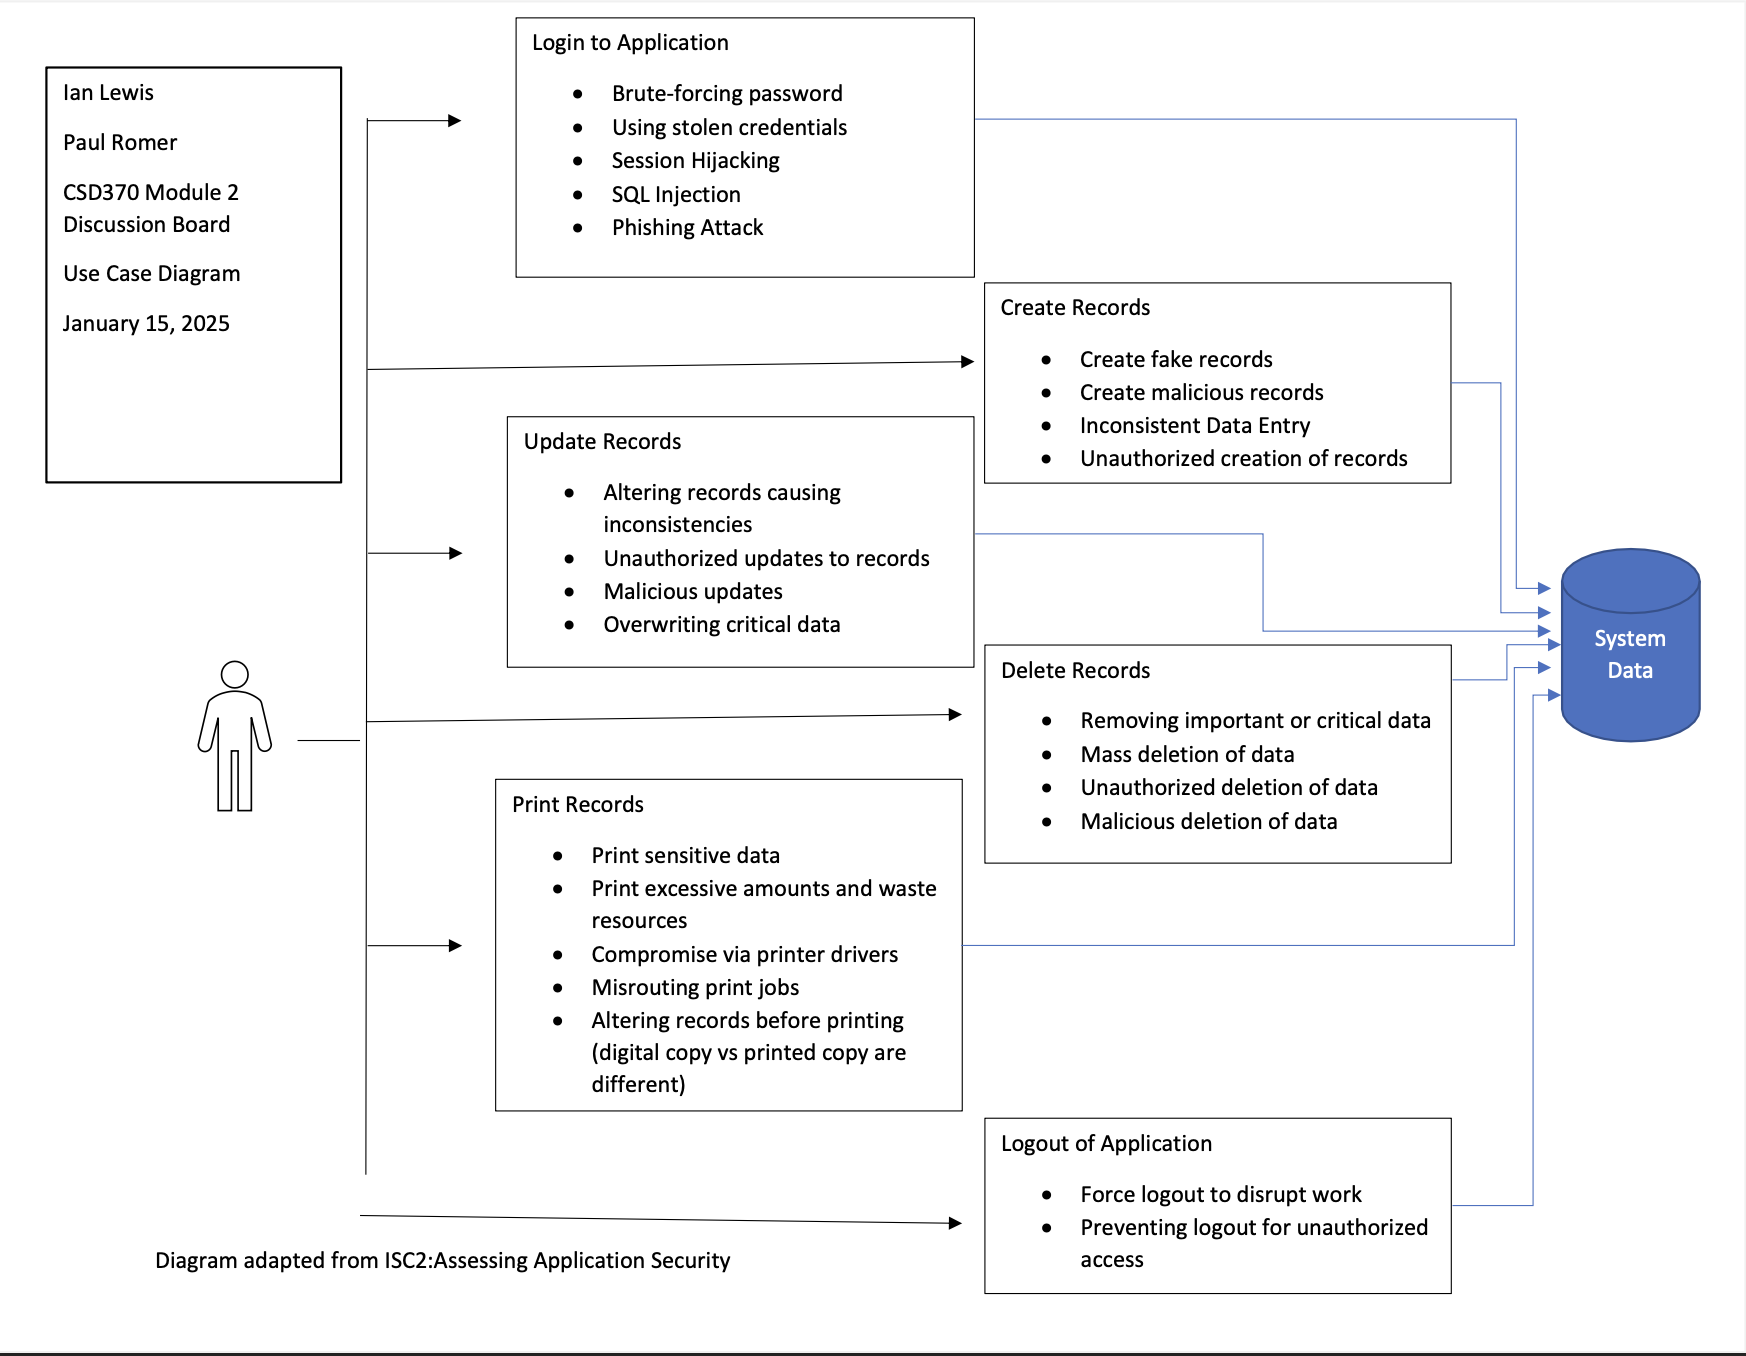 Ian Lewis
Paul Romer
CSD370 Module 2
Discussion Board
Use Case Diagram
January 15, 2025
Login to Application
• Brute-forcing password
• Using stolen credentials
• Session Hijacking
• SQL Injection
• Phishing Attack
Create Records
• Create fake records
• Create malicious records
• Inconsistent Data Entry
• Unauthorized creation of records
Update Records
• Altering records causing
inconsistencies
• Unauthorized updates to records
• Malicious updates
• Overwriting critical data
System
Data
Delete Records
• Removing important or critical data
• Mass deletion of data
• Unauthorized deletion of data
• Malicious deletion of data
Print Records
• Print sensitive data
• Print excessive amounts and waste
resources
• Compromise via printer drivers
• Misrouting print jobs
• Altering records before printing
(digital copy vs printed copy are
different)
Logout of Application
• Force logout to disrupt work
• Preventing logout for unauthorized
access
Diagram adapted from ISC2:Assessing Application Security